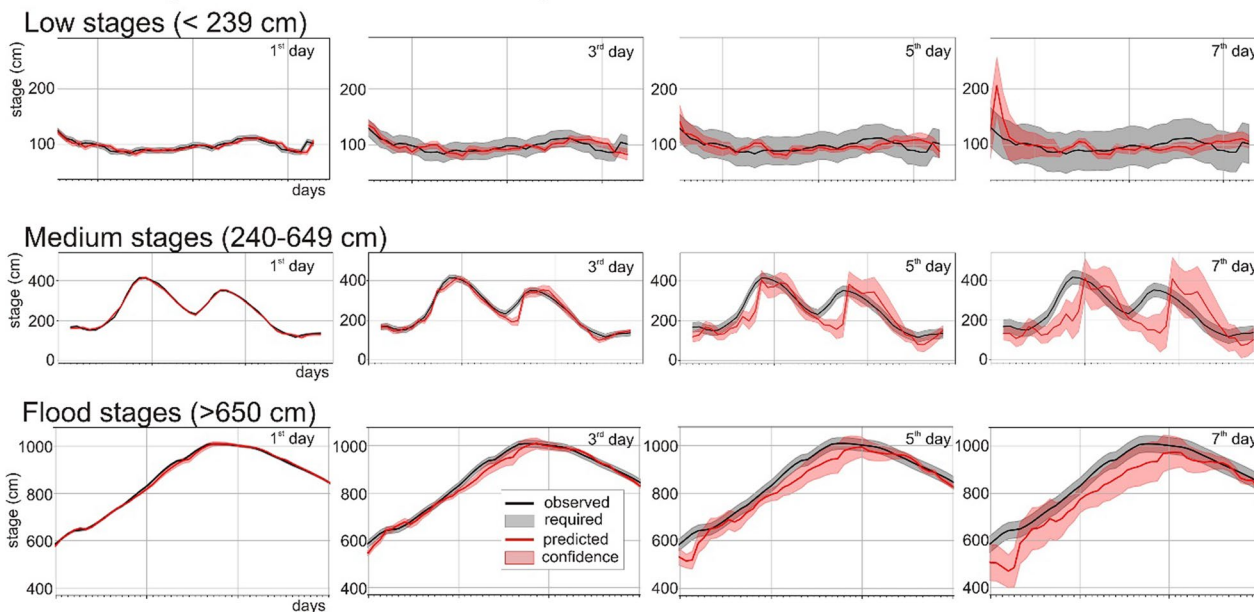 Low stages (< 239 cm)
stage (cm)
200
100
1st day
days
3rd day
200
100
5th day
200
100
7th day
200
100
Medium stages (240-649 cm)
400
200
0
1st day
days
3rd day
400
200
0
5th day
400
200
0
7th day
400
200
0
Flood stages (>650 cm)
stage (cm)
1000
800
600
400
1st day
days
3rd day
1000
800
600
400
observed
required
predicted
confidence
5th day
1000
800
600
400
7th day
1000
800
600
400